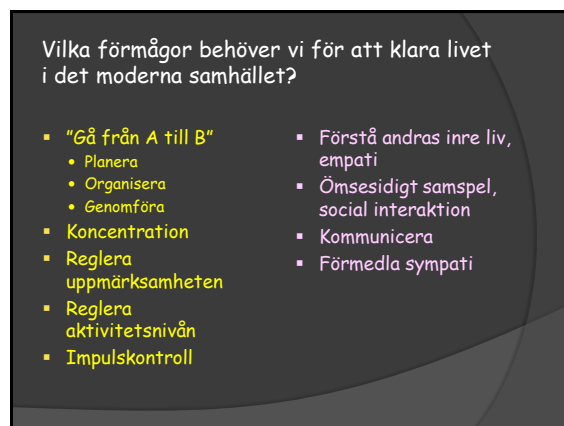 Vilka förmågor behöver vi för att klara livet
i det moderna samhället?
▪ ”Gå från A till B”
• Planera
• Organisera
• Genomföra
▪ Koncentration
▪ Reglera
uppmärksamheten
▪ Reglera
aktivitetsnivån
▪ Impulskontroll
▪ Förstå andras inre liv,
empati
▪ Ömsesidigt samspel,
social interaktion
▪ Kommunicera
▪ Förmedla sympati